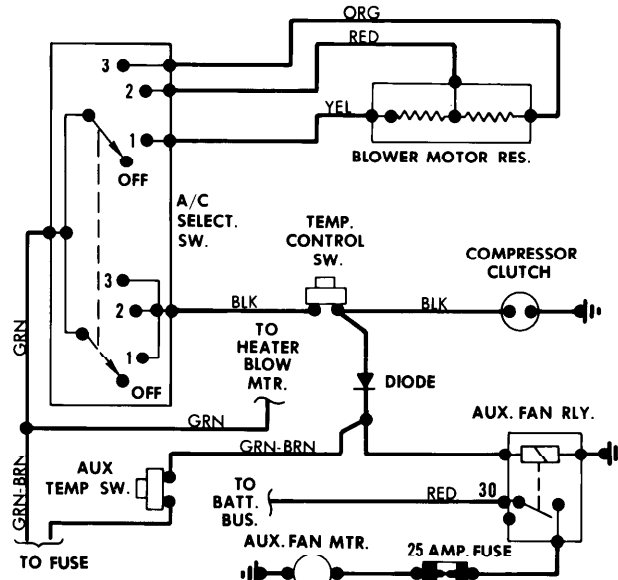 ORG
RED
3
2
YEL
1
BLOWER MOTOR RES.
OFF
A/C
SELECT.
SW.
TEMP.
CONTROL
SW.
COMPRESSOR
CLUTCH
3
2
BLK
BLK
1
OFF
GRN
TO
HEATER
BLOW
MTR.
DIODE
GRN
AUX. FAN RLY.
GRN-BRN
GRN-BRN
AUX
TEMP SW.
TO
BATT.
BUS.
RED
30
TO FUSE
AUX. FAN MTR.
25 AMP. FUSE